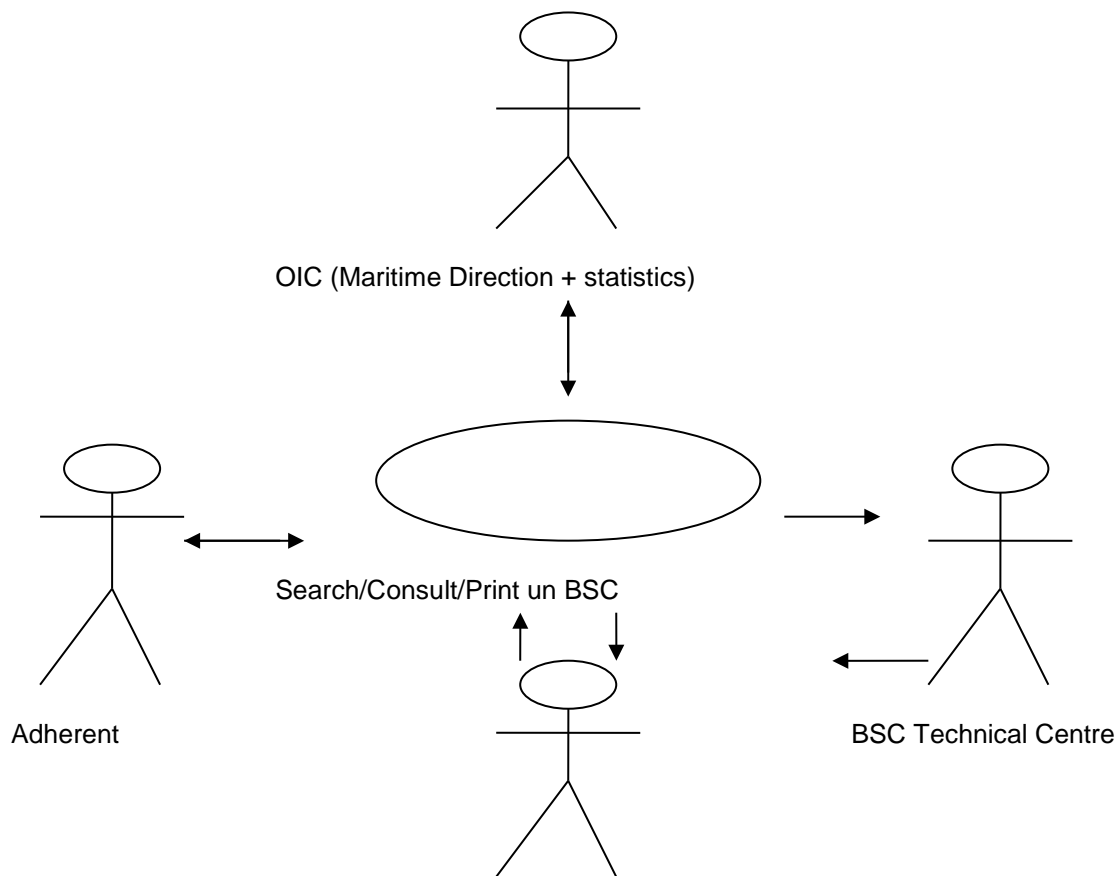 OIC (Maritime Direction + statistics)
Search/Consult/Print un BSC
Adherent
BSC Technical Centre